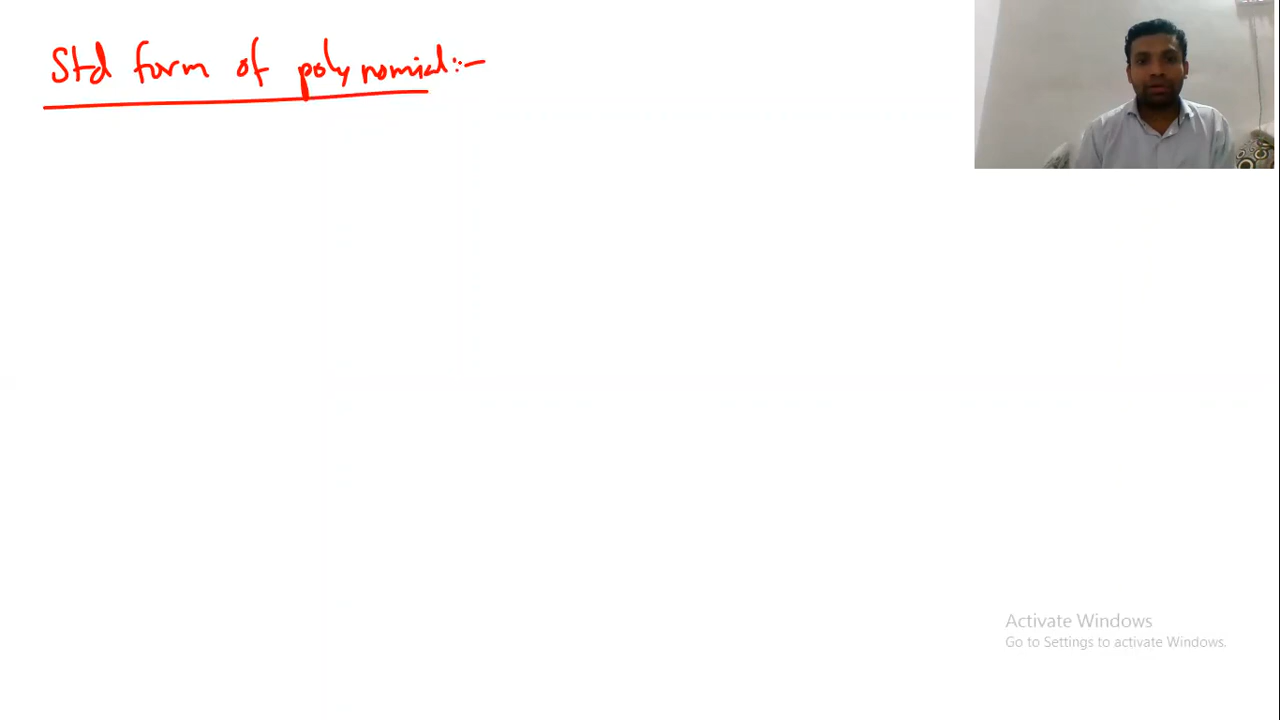 Std form of polynomial:-
Activate Windows
Go to Settings to activate Windows.